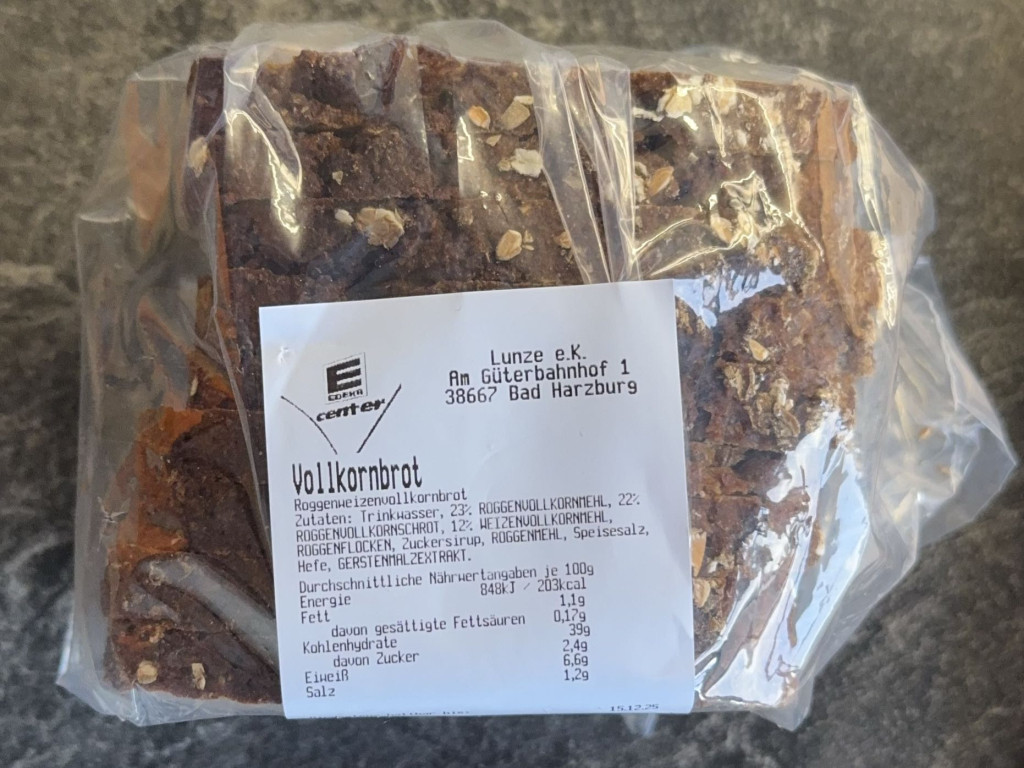 E
EDEKA
center
Lunze e.K.
Am Güterbahnhof 1
38667 Bad Harzburg
Vollkornbrot
Roggenweizenvollkornbrot
Zutaten: Trinkwasser, 23% ROGGENVOLLKORNMEHL, 22%
ROGGENVOLLKORNSCHROT, 12% WEIZENVOLLKORNMEHL,
ROGGENFLOCKEN, Zuckersirup, ROGGENMEHL, Speisesalz,
Hefe, GERSTENMALZEXTRAKT.
Durchschnittliche Nährwertangaben je 100g
Energie 848kJ / 203kcal
Fett 1,1g
davon gesättigte Fettsäuren 0,17g
Kohlenhydrate 39g
davon Zucker 2,4g
Eiweiß 6,6g
Salz 1,2g
15.12.25